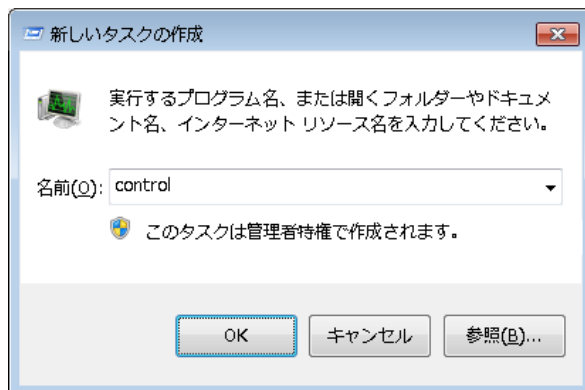 新しいタスクの作成
実行するプログラム名、または開くフォルダーやドキュメ
ント名、インターネット リソース名を入力してください。
名前(O): control
このタスクは管理者特権で作成されます。
OK キャンセル 参照(B)...